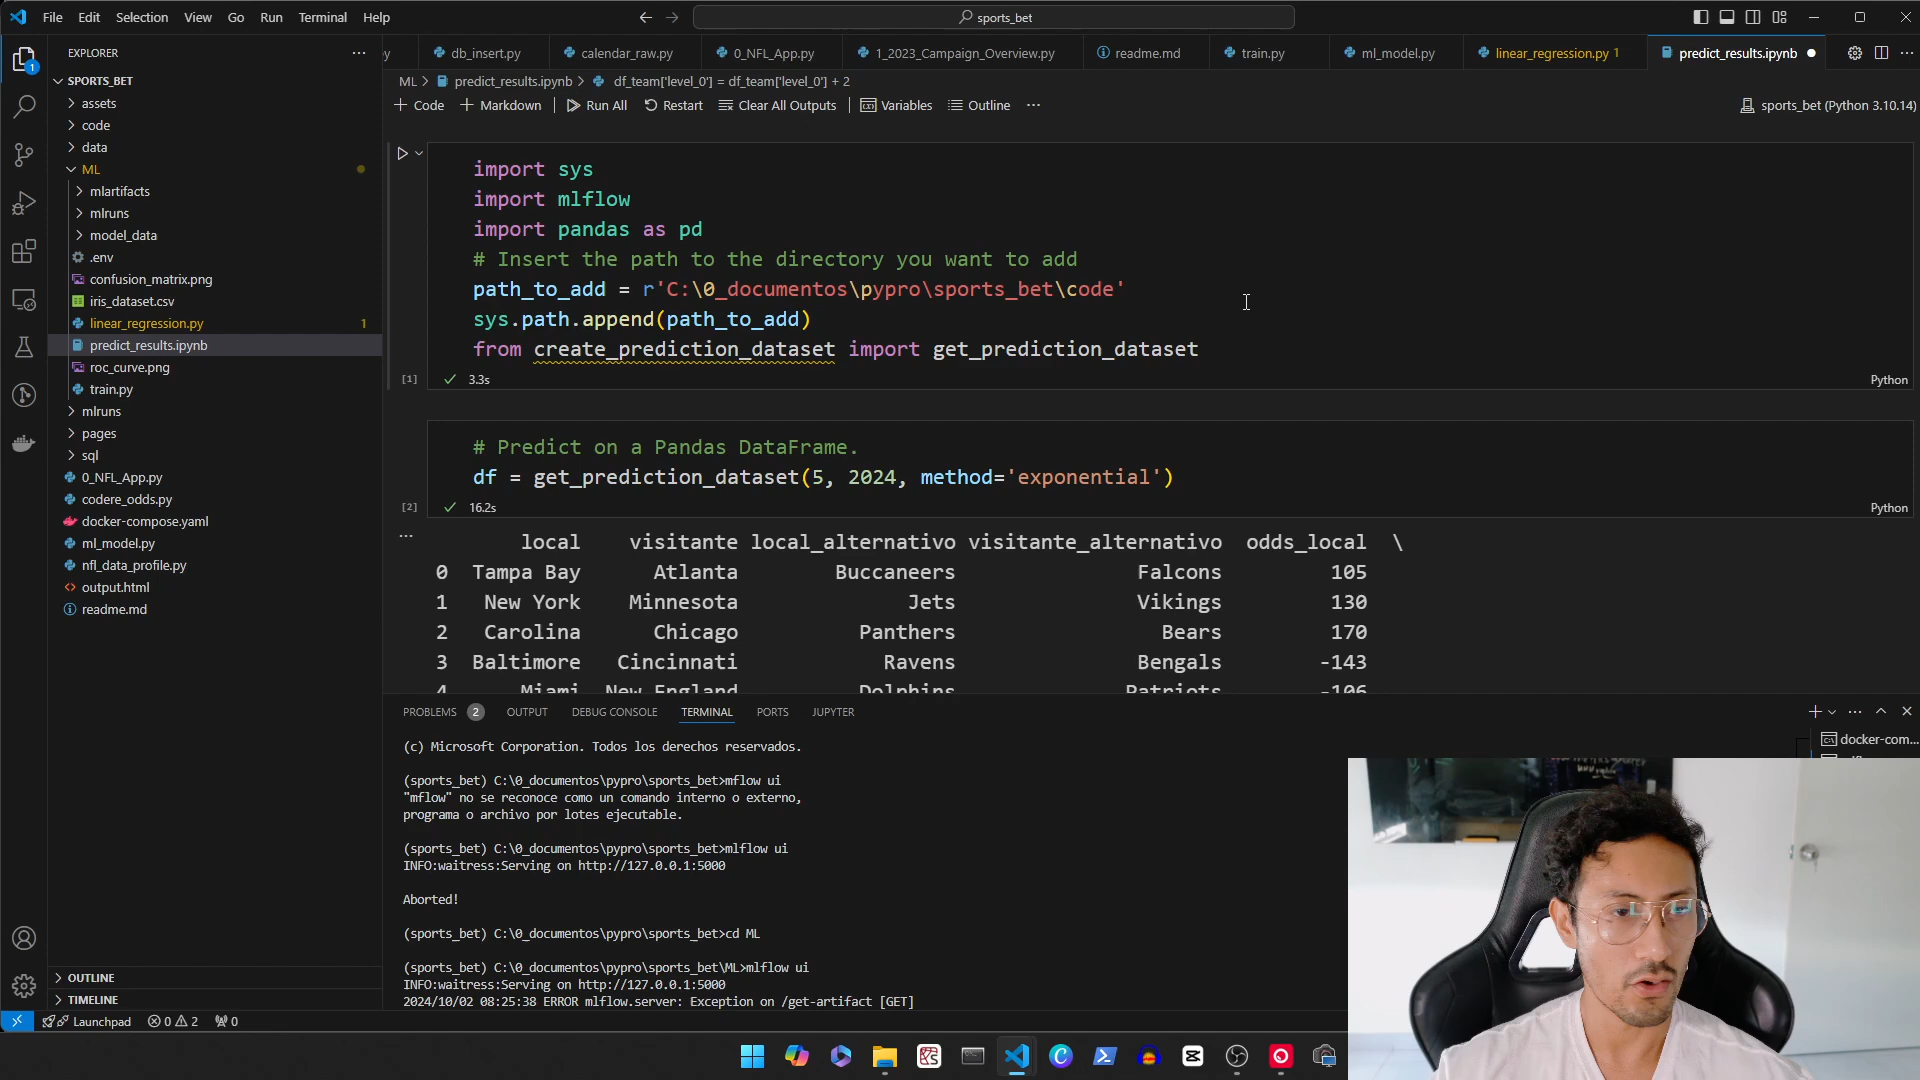 File Edit Selection View Go Run Terminal Help
sports_bet
EXPLORER
db_insert.py
calendar_raw.py
0_NFL_App.py
1_2023_Campaign_Overview.py
readme.md
train.py
ml_model.py
linear_regression.py 1
predict_results.ipynb
SPORTS_BET
assets
code
data
ML
mlartifacts
mlruns
model_data
.env
confusion_matrix.png
iris_dataset.csv
linear_regression.py 1
predict_results.ipynb
roc_curve.png
train.py
mlruns
pages
sql
0_NFL_App.py
codere_odds.py
docker-compose.yaml
ml_model.py
nfl_data_profile.py
output.html
readme.md
OUTLINE
TIMELINE
ML > predict_results.ipynb > df_team['level_0'] = df_team['level_0'] + 2
+ Code + Markdown Run All Restart Clear All Outputs Variables Outline ...
sports_bet (Python 3.10.14)
import sys
import mlflow
import pandas as pd
# Insert the path to the directory you want to add
path_to_add = r'C:\0_documentos\pypro\sports_bet\code'
sys.path.append(path_to_add)
from create_prediction_dataset import get_prediction_dataset
[1] 3.3s Python
# Predict on a Pandas DataFrame.
df = get_prediction_dataset(5, 2024, method='exponential')
[2] 16.2s Python
local visitante local_alternativo visitante_alternativo odds_local \
0 Tampa Bay Atlanta Buccaneers Falcons 105
1 New York Minnesota Jets Vikings 130
2 Carolina Chicago Panthers Bears 170
3 Baltimore Cincinnati Ravens Bengals -143
4 Miami New England Dolphins Patriots -106
PROBLEMS 2 OUTPUT DEBUG CONSOLE TERMINAL PORTS JUPYTER
docker-com...
(c) Microsoft Corporation. Todos los derechos reservados.
(sports_bet) C:\0_documentos\pypro\sports_bet>mflow ui
"mflow" no se reconoce como un comando interno o externo,
programa o archivo por lotes ejecutable.
(sports_bet) C:\0_documentos\pypro\sports_bet>mlflow ui
INFO:waitress:Serving on http://127.0.0.1:5000
Aborted!
(sports_bet) C:\0_documentos\pypro\sports_bet>cd ML
(sports_bet) C:\0_documentos\pypro\sports_bet\ML>mlflow ui
INFO:waitress:Serving on http://127.0.0.1:5000
2024/10/02 08:25:38 ERROR mlflow.server: Exception on /get-artifact [GET]
Launchpad 0 2 0